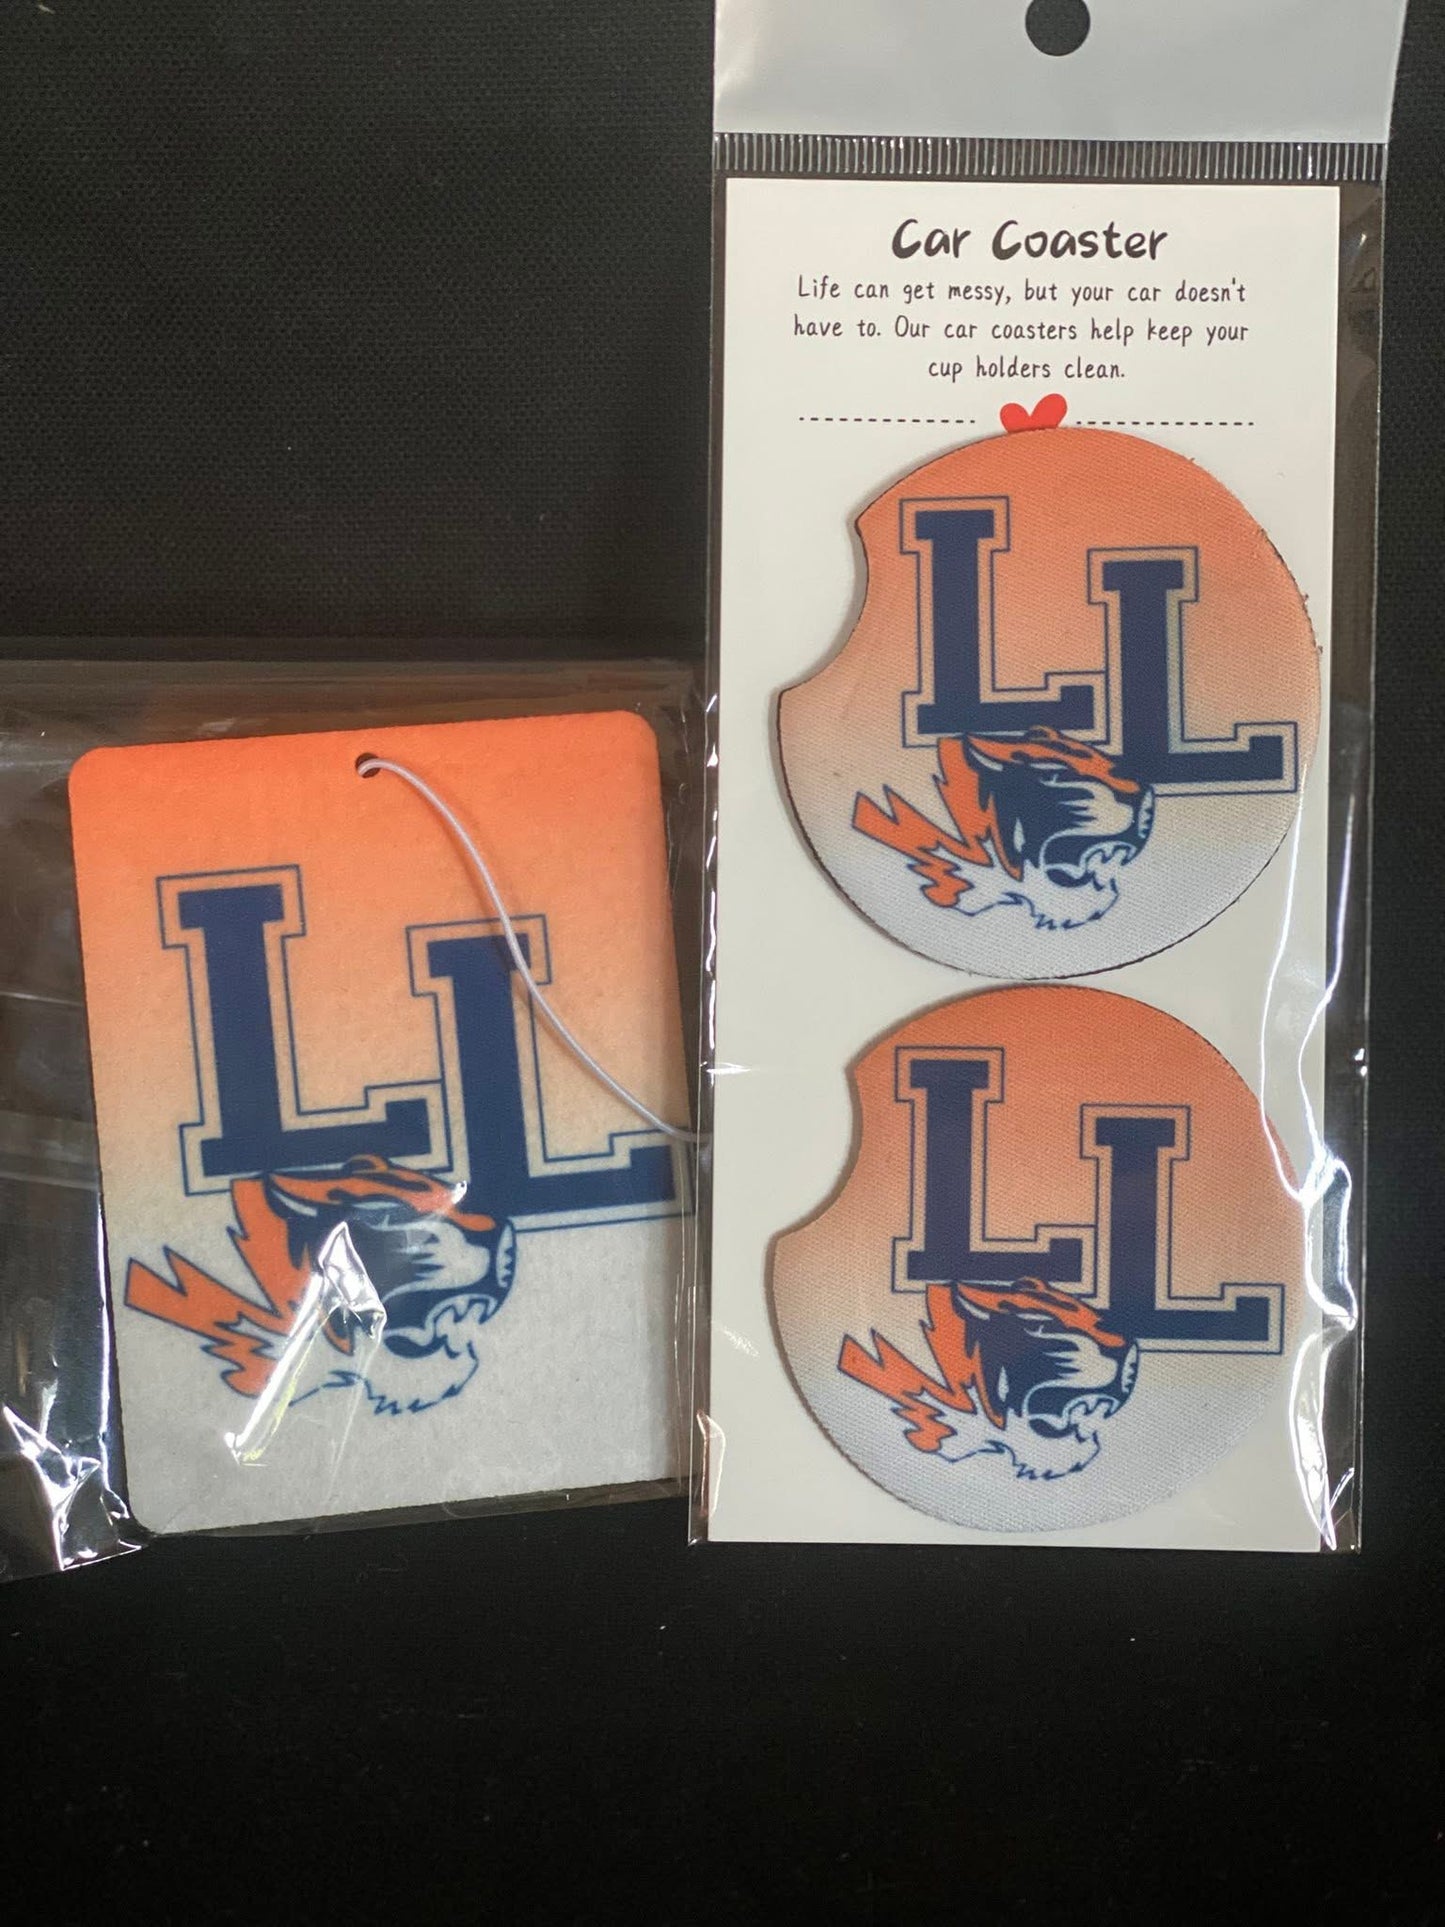 Car Coaster
Life can get messy, but your car doesn't
have to. Our car coasters help keep your
cup holders clean.
LL
LL
LL